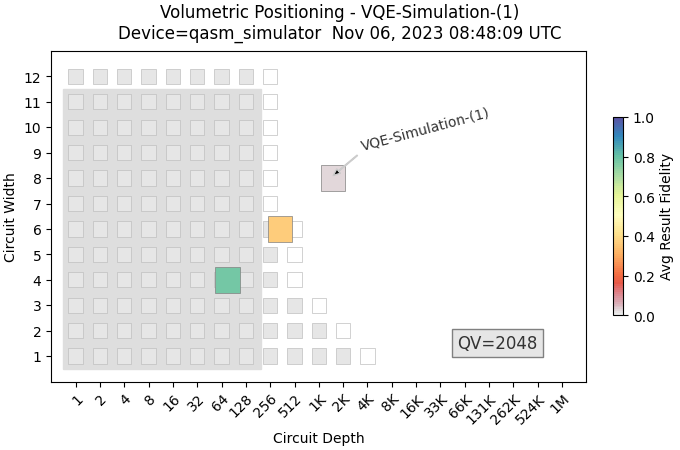 Volumetric Positioning - VQE-Simulation-(1)
Device=qasm_simulator  Nov 06, 2023 08:48:09 UTC
Circuit Width
12
11
10
9
8
7
6
5
4
3
2
1
VQE-Simulation-(1)
QV=2048
1
2
4
8
16
32
64
128
256
512
1K
2K
4K
8K
16K
33K
66K
131K
262K
524K
1M
Circuit Depth
1.0
0.8
0.6
0.4
0.2
0.0
Avg Result Fidelity